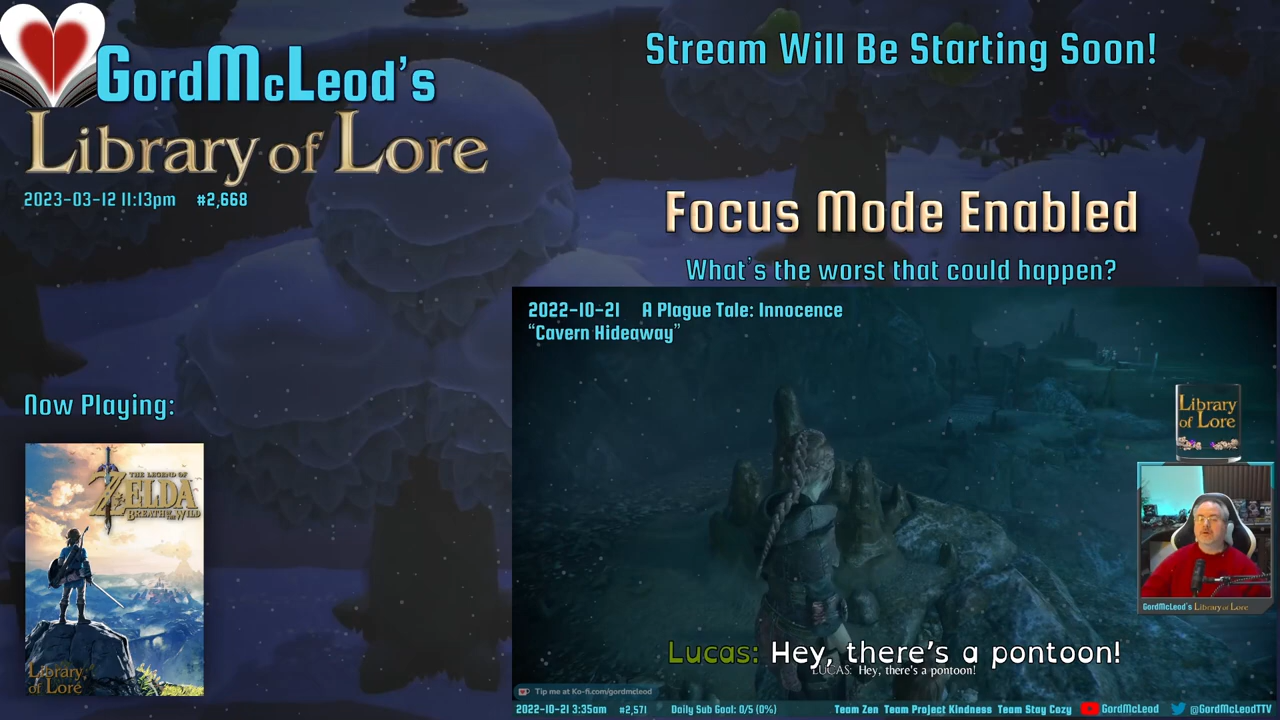 GordMcLeod's
Library of Lore
2023-03-12 11:13pm #2,668
Stream Will Be Starting Soon!
Focus Mode Enabled
What's the worst that could happen?
Now Playing:
THE LEGEND OF
ZELDA
BREATH OF THE WILD
Library
of Lore
2022-10-21 A Plague Tale: Innocence
“Cavern Hideaway”
Library
of Lore
GordMcLeod's Library of Lore
Lucas: Hey, there's a pontoon!
LUCAS: Hey, there's a pontoon!
Tip me at Ko-fi.com/gordmcleod
2022-10-21 3:35am #2,571 Daily Sub Goal: 0/5 (0%) Team Zen Team Project Kindness Team Stay Cozy GordMcLeod @GordMcLeodTTV